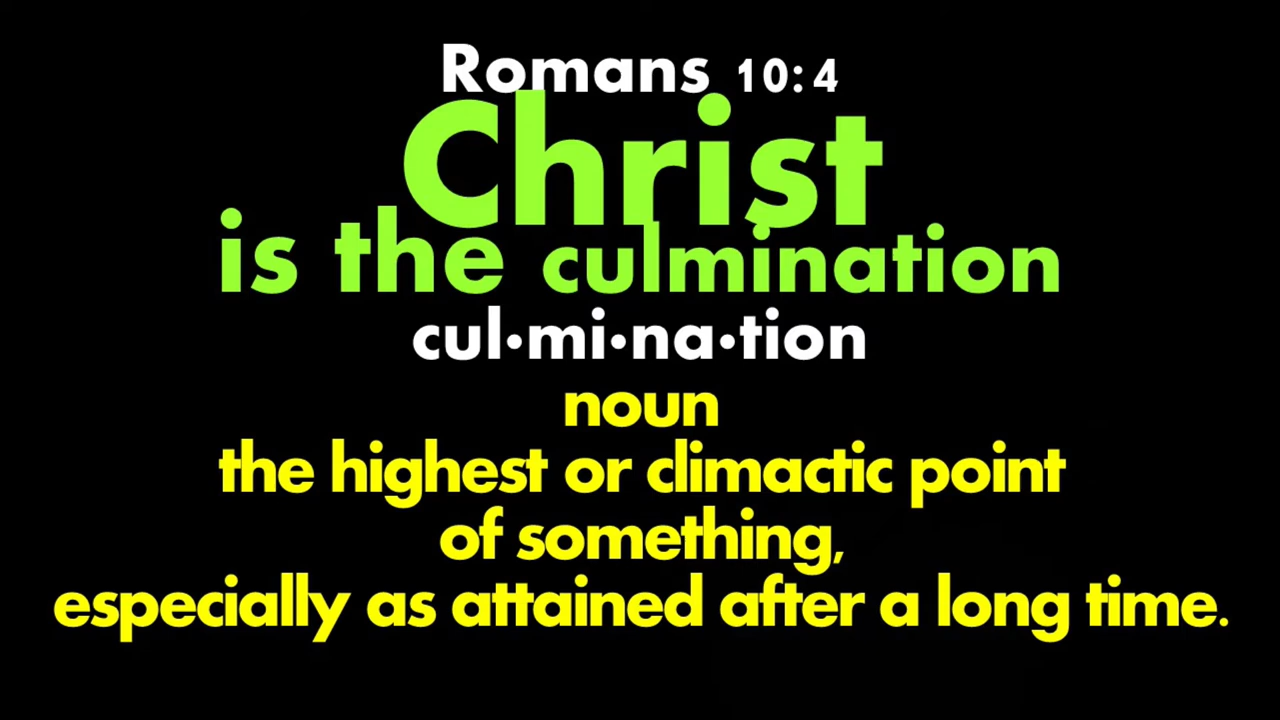 Romans 10:4
Christ
is the culmination
cul•mi•na•tion
noun
the highest or climactic point
of something,
especially as attained after a long time.